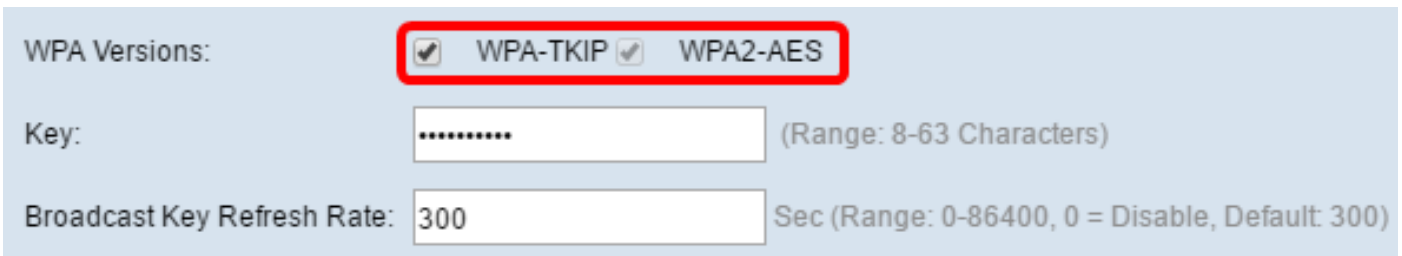 WPA Versions: WPA-TKIP WPA2-AES
Key: •••••••••• (Range: 8-63 Characters)
Broadcast Key Refresh Rate: 300 Sec (Range: 0-86400, 0 = Disable, Default: 300)